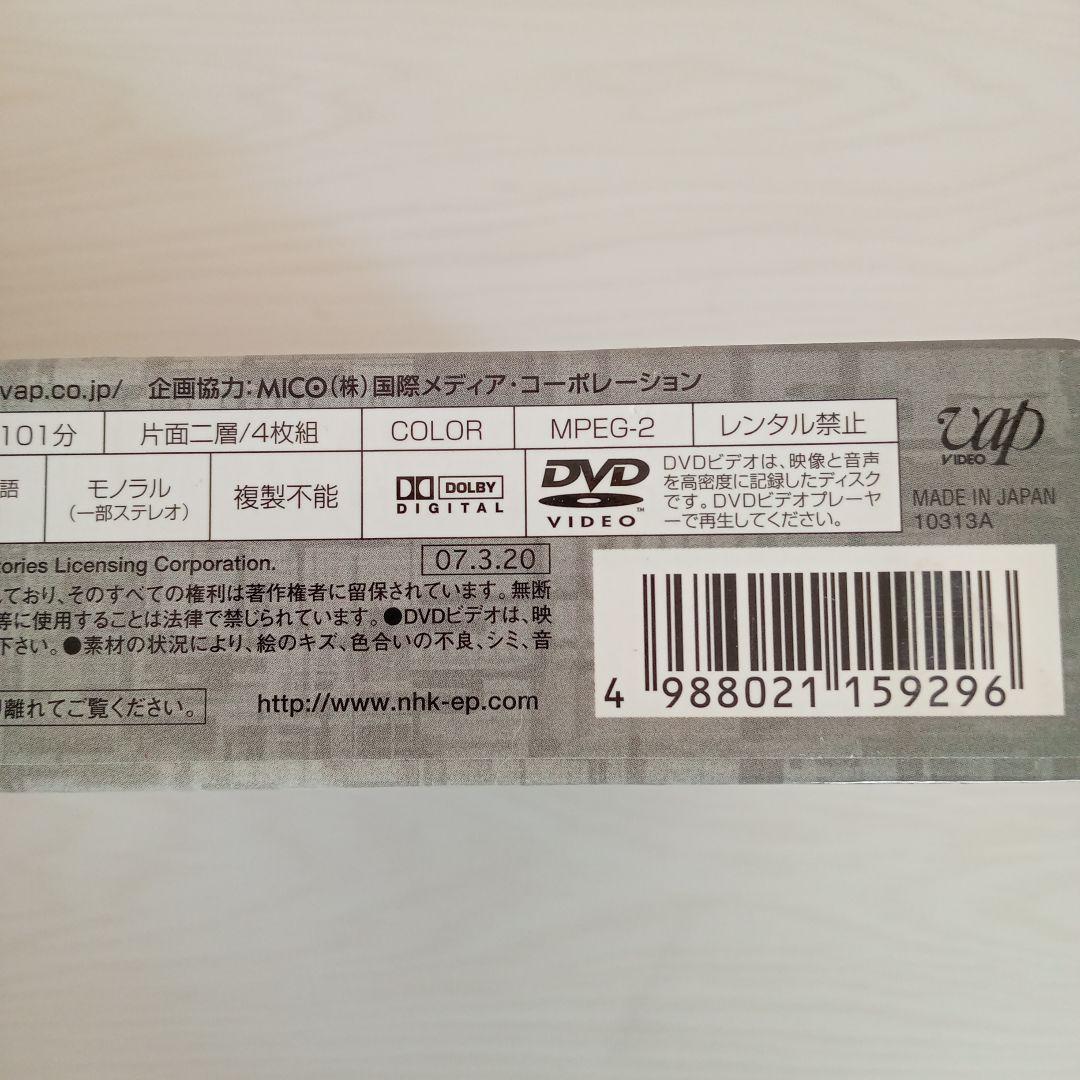 vap.co.jp/ 企画協力：MICO（株）国際メディア・コーポレーション
101分 片面二層/4枚組 COLOR MPEG-2 レンタル禁止
語 モノラル
（一部ステレオ）
複製不能
DOLBY
DIGITAL
DVD
VIDEO™
DVDビデオは、映像と音声
を高密度に記録したディスク
です。DVDビデオプレーヤ
ーで再生してください。
vap
VIDEO
MADE IN JAPAN
10313A
tories Licensing Corporation. 07.3.20
ており、そのすべての権利は著作権者に留保されています。無断
等に使用することは法律で禁じられています。●DVDビデオは、映
下さい。●素材の状況により、絵のキズ、色合いの不良、シミ、音
離れてご覧ください。 http://www.nhk-ep.com
4 988021 159296